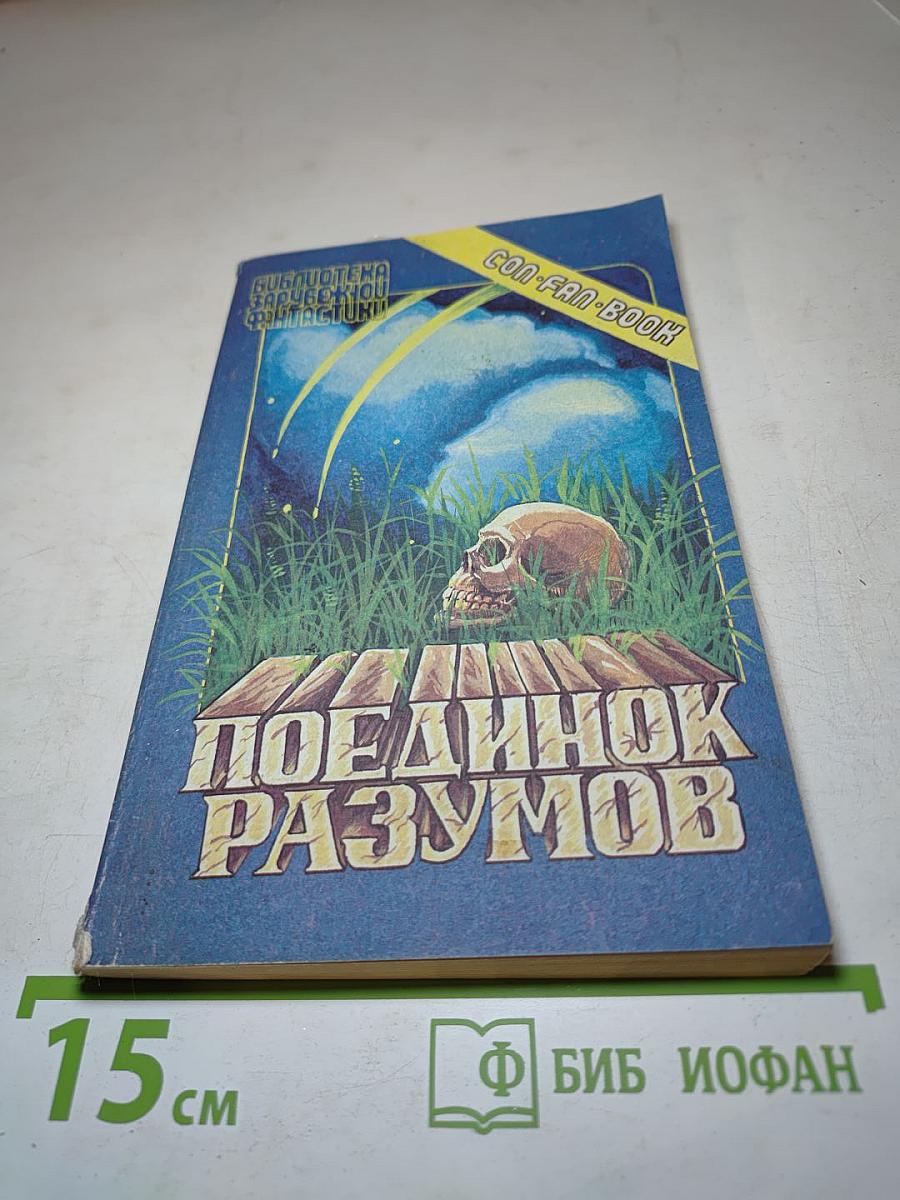 БИБЛИОТЕКА
ЗАРУБЕЖНОЙ
ФАНТАСТИКИ
CON·FAN·BOOK
ПОЕДИНОК
РАЗУМОВ
15 см
Ф БИБ ИОФАН